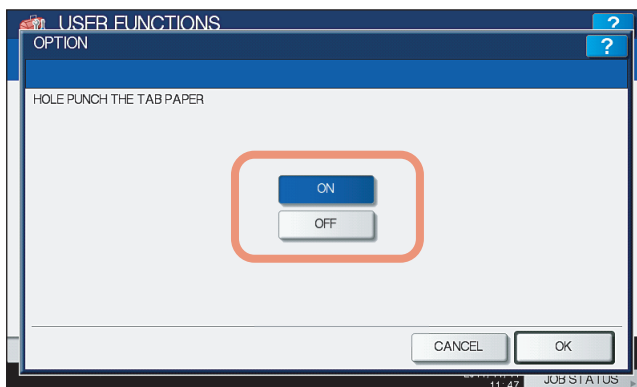 USER FUNCTIONS
?
OPTION
?
HOLE PUNCH THE TAB PAPER
ON
OFF
CANCEL
OK
11:47
JOB STATUS